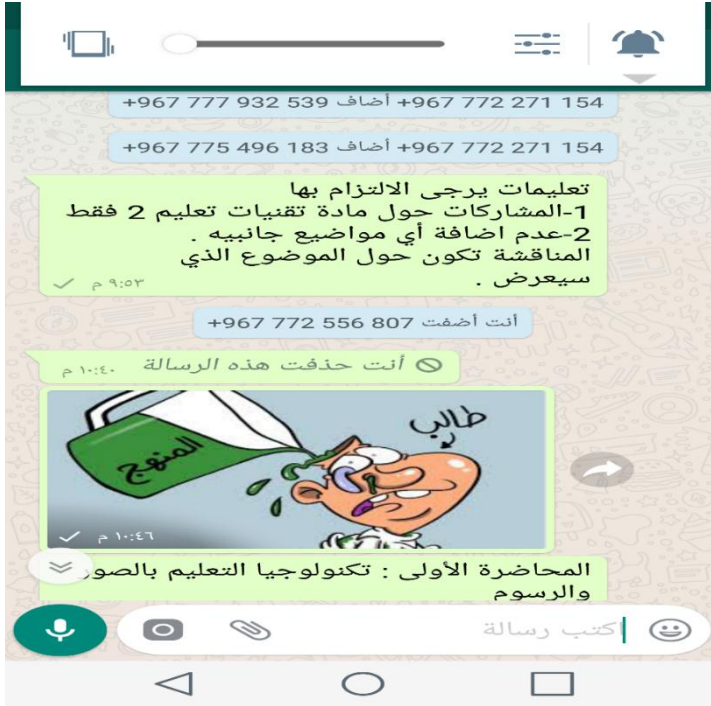 +967 772 271 154 أضاف ‎+967 777 932 539
+967 772 271 154 أضاف ‎+967 775 496 183
تعليمات يرجى الالتزام بها
1-المشاركات حول مادة تقنيات تعليم 2 فقط
2-عدم اضافة أي مواضيع جانبيه .
المناقشة تكون حول الموضوع الذي
سيعرض .
٩:٥٣ م
أنت أضفت ‎+967 772 556 807
أنت حذفت هذه الرسالة
١٠:٤٠ م
طالب
المنهج
١٠:٤٦ م
المحاضرة الأولى : تكنولوجيا التعليم بالصور
والرسوم
اكتب رسالة